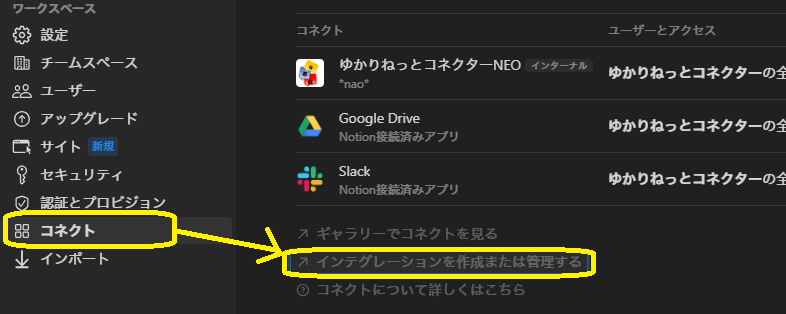 ワークスペース
設定
チームスペース
ユーザー
アップグレード
サイト 新規
セキュリティ
認証とプロビジョン
コネクト
インポート
コネクト ユーザーとアクセス
ゆかりねっとコネクターNEO インターナル
*nao*
ゆかりねっとコネクターの全
Google Drive
Notion接続済みアプリ
ゆかりねっとコネクターの全
Slack
Notion接続済みアプリ
ゆかりねっとコネクターの全
ギャラリーでコネクトを見る
インテグレーションを作成または管理する
コネクトについて詳しくはこちら